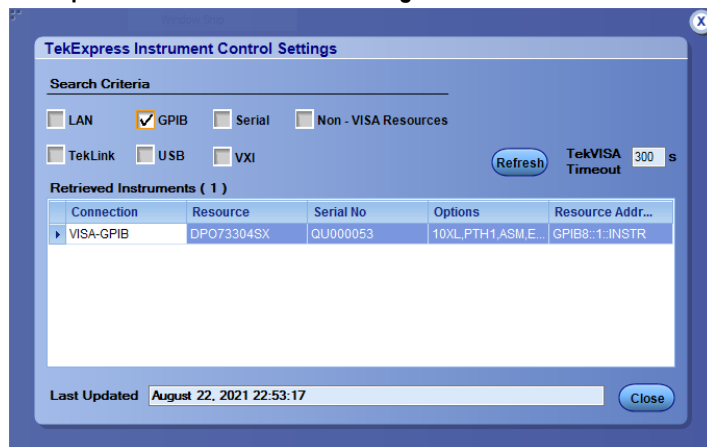 X
TekExpress Instrument Control Settings
Search Criteria
LAN GPIB Serial Non - VISA Resources
TekLink USB VXI
Refresh TekVISA Timeout 300 s
Retrieved Instruments ( 1 )
Connection Resource Serial No Options Resource Addr...
VISA-GPIB DPO73304SX QU000053 10XL,PTH1,ASM,E... GPIB8::1::INSTR
Last Updated August 22, 2021 22:53:17 Close